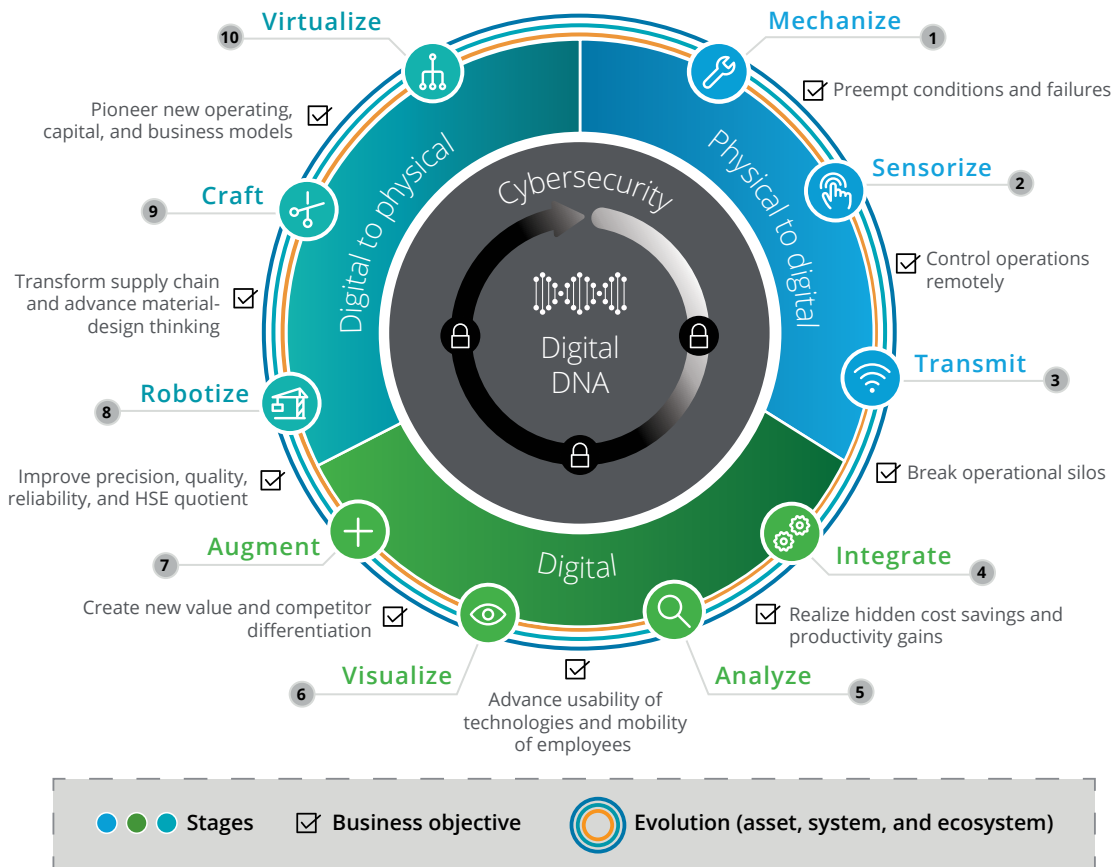 Mechanize
1
Preempt conditions and failures
Sensorize
2
Control operations
remotely
Transmit
3
Break operational silos
Integrate
4
Realize hidden cost savings and
productivity gains
Analyze
5
Advance usability of
technologies and mobility
of employees
Visualize
6
Create new value and competitor
differentiation
Augment
7
Improve precision, quality,
reliability, and HSE quotient
Robotize
8
Transform supply chain
and advance material-
design thinking
Craft
9
Pioneer new operating,
capital, and business models
Virtualize
10
Physical to digital
Digital
Digital to physical
Cybersecurity
Digital
DNA
Stages
Business objective
Evolution (asset, system, and ecosystem)